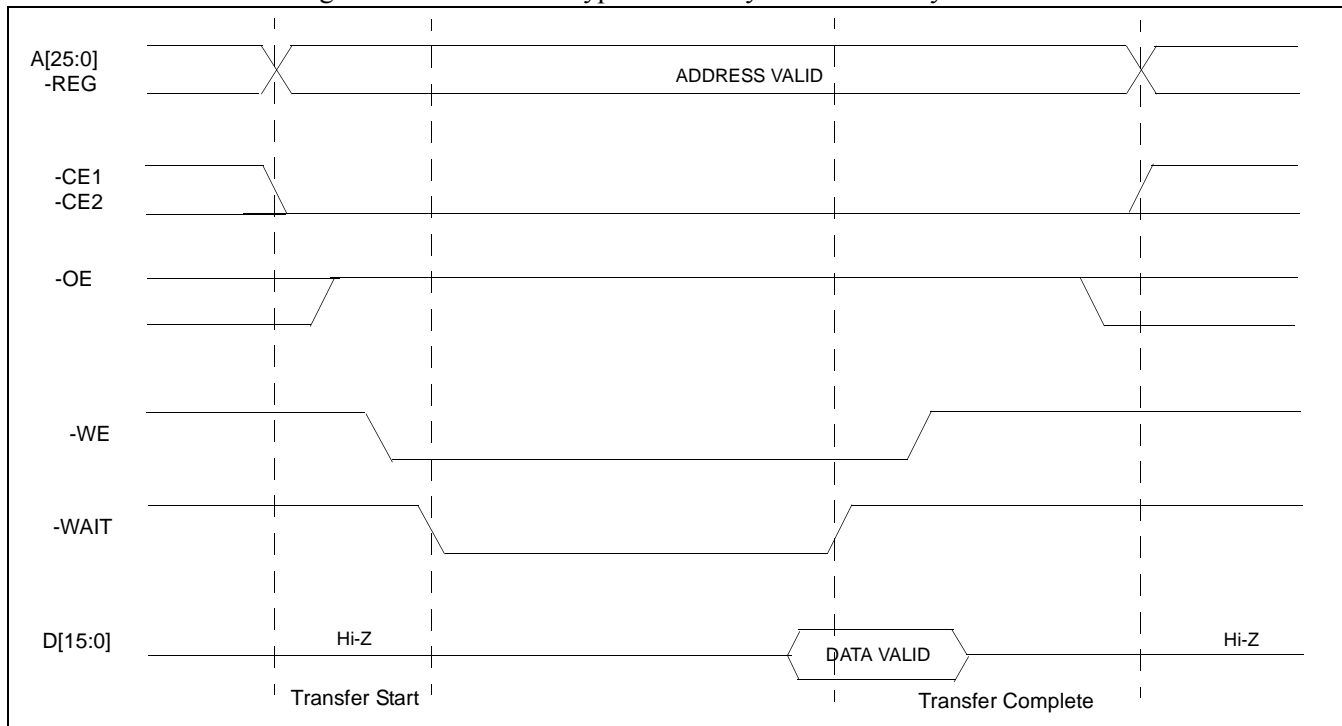 A[25:0]
-REG
ADDRESS VALID
-CE1
-CE2
-OE
-WE
-WAIT
D[15:0]
Hi-Z
DATA VALID
Hi-Z
Transfer Start
Transfer Complete